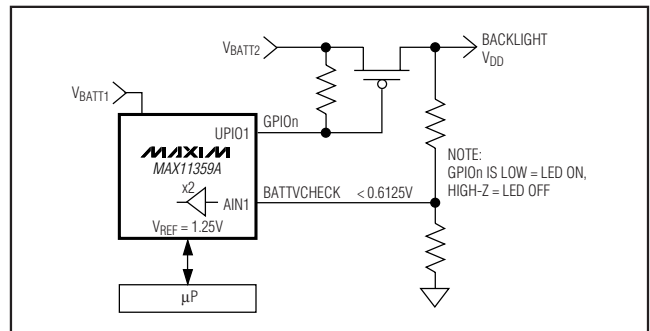 VBATT2
BACKLIGHT
VDD
VBATT1
GPIOn
UPIO1
MAXIM
MAX11359A
x2
AIN1
BATTVCHECK < 0.6125V
VREF = 1.25V
NOTE:
GPIOn IS LOW = LED ON,
HIGH-Z = LED OFF
µP